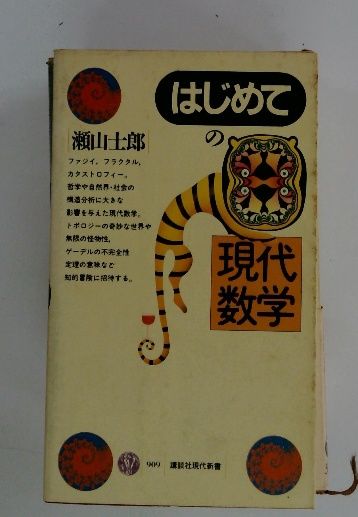 はじめて
の
現代
数学
瀬山士郎
ファジイ，フラクタル，
カタストロフィー。
哲学や自然界・社会の
構造分析に大きな
影響を与えた現代数学。
トポロジーの奇妙な世界や
無限の怪物性，
ゲーデルの不完全性
定理の意味など
知的冒険に招待する。
909 講談社現代新書